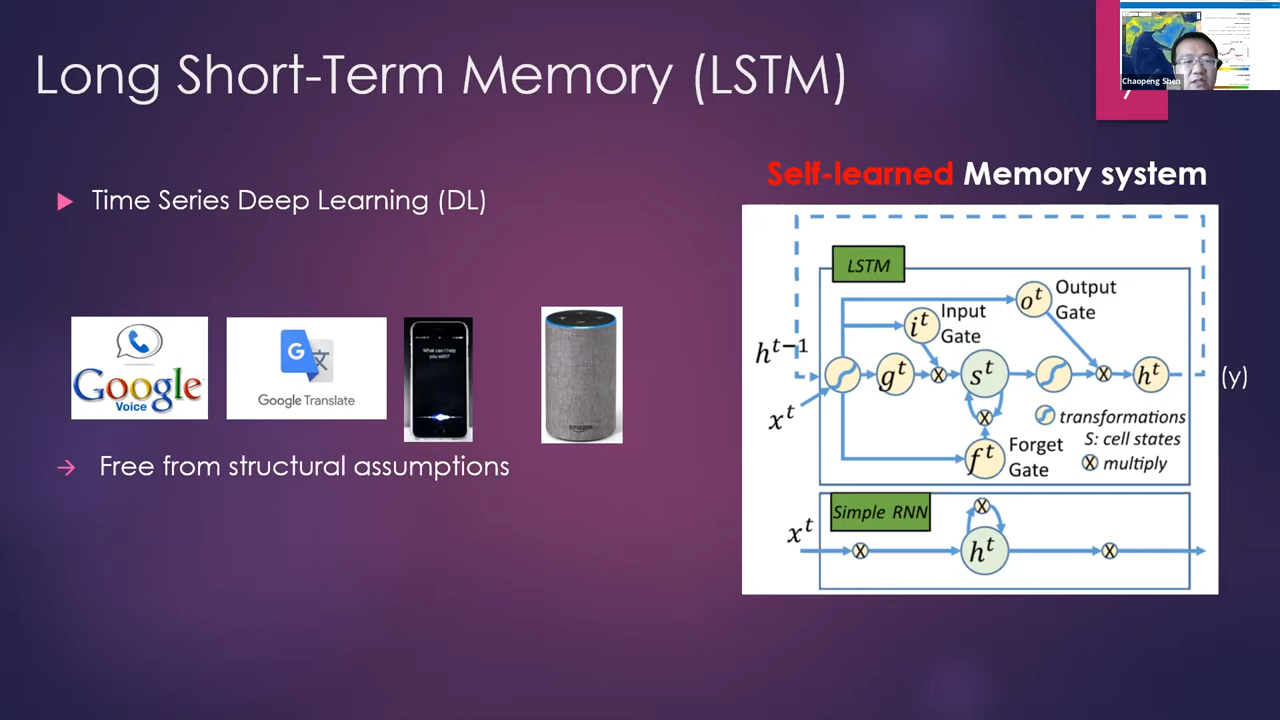 Long Short-Term Memory (LSTM)
Chaopeng Shen
Time Series Deep Learning (DL)
Google
Voice
G
Google Translate
What can I help
you with?
amazon
→ Free from structural assumptions
Self-learned Memory system
LSTM
Output
Gate
o^t
Input
Gate
i^t
h^{t-1}
g^t
s^t
h^t
(y)
x^t
transformations
S: cell states
multiply
Forget
Gate
f^t
Simple RNN
x^t
h^t